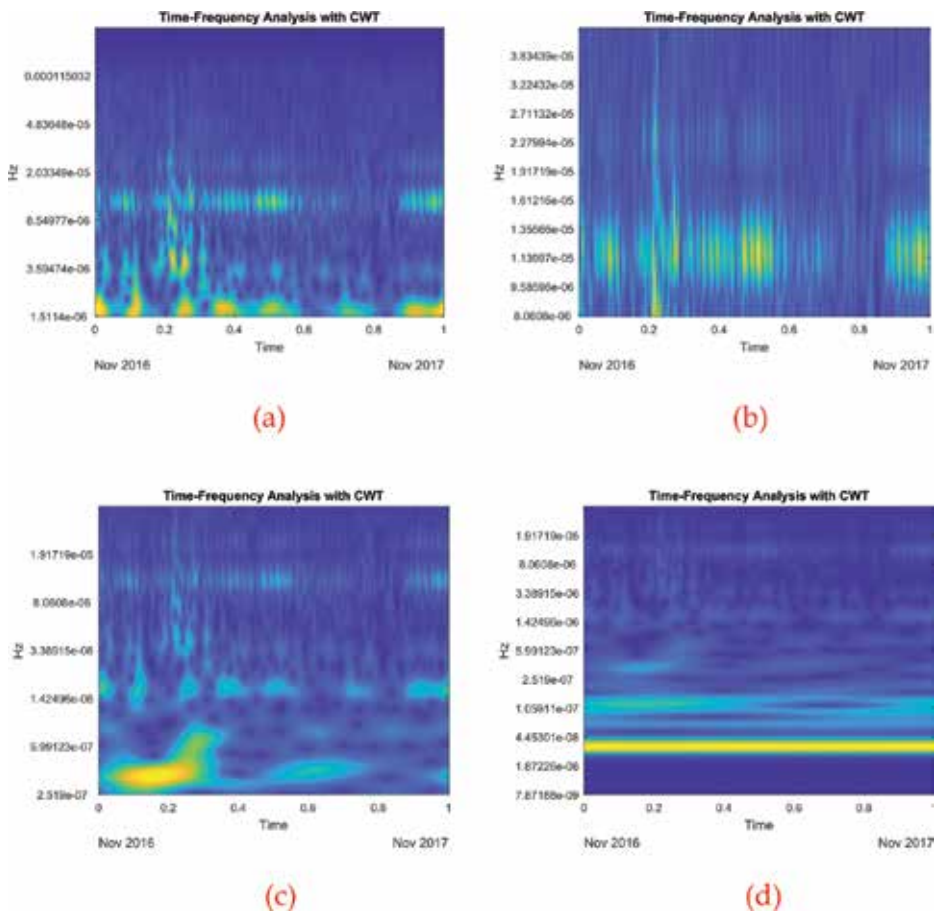 Time-Frequency Analysis with CWT
0.000115032
4.83648e-05
2.03349e-05
8.54977e-06
3.59474e-06
1.5114e-06
Hz
0 0.2 0.4 0.6 0.8 1
Time
Nov 2016 Nov 2017
(a)
Time-Frequency Analysis with CWT
3.83439e-05
3.22432e-05
2.71132e-05
2.27994e-05
1.91719e-05
1.61216e-05
1.35566e-05
1.13997e-05
9.58596e-06
8.0608e-06
Hz
0 0.2 0.4 0.6 0.8 1
Time
Nov 2016 Nov 2017
(b)
Time-Frequency Analysis with CWT
1.91719e-05
8.0608e-06
3.38915e-06
1.42496e-06
5.99123e-07
2.519e-07
Hz
0 0.2 0.4 0.6 0.8 1
Time
Nov 2016 Nov 2017
(c)
Time-Frequency Analysis with CWT
1.91719e-05
8.0608e-06
3.38915e-06
1.42496e-06
5.99123e-07
2.519e-07
1.05911e-07
4.45301e-08
1.87226e-08
7.87188e-09
Hz
0 0.2 0.4 0.6 0.8 1
Time
Nov 2016 Nov 2017
(d)